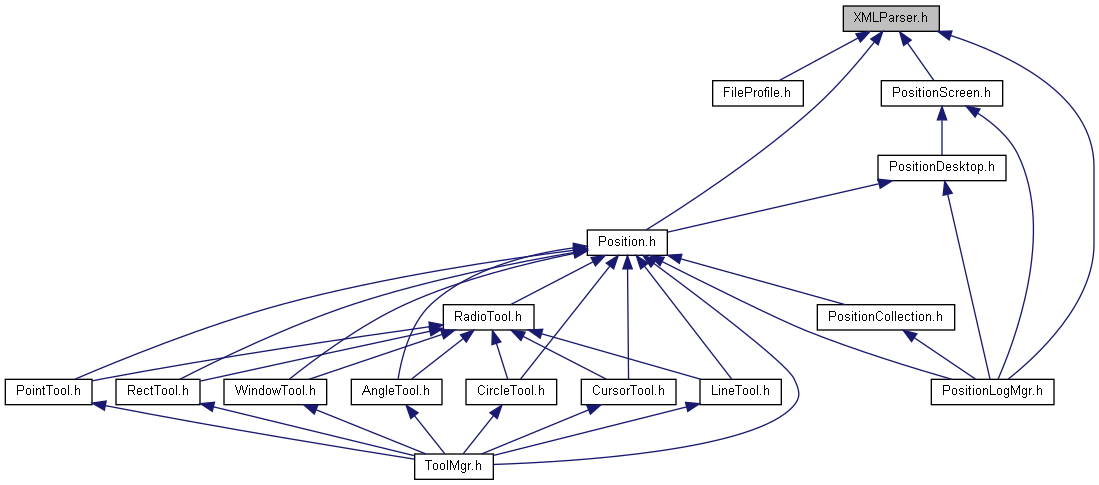 XMLParser.h
FileProfile.h
PositionScreen.h
PositionDesktop.h
Position.h
RadioTool.h
PositionCollection.h
PointTool.h
RectTool.h
WindowTool.h
AngleTool.h
CircleTool.h
CursorTool.h
LineTool.h
PositionLogMgr.h
ToolMgr.h